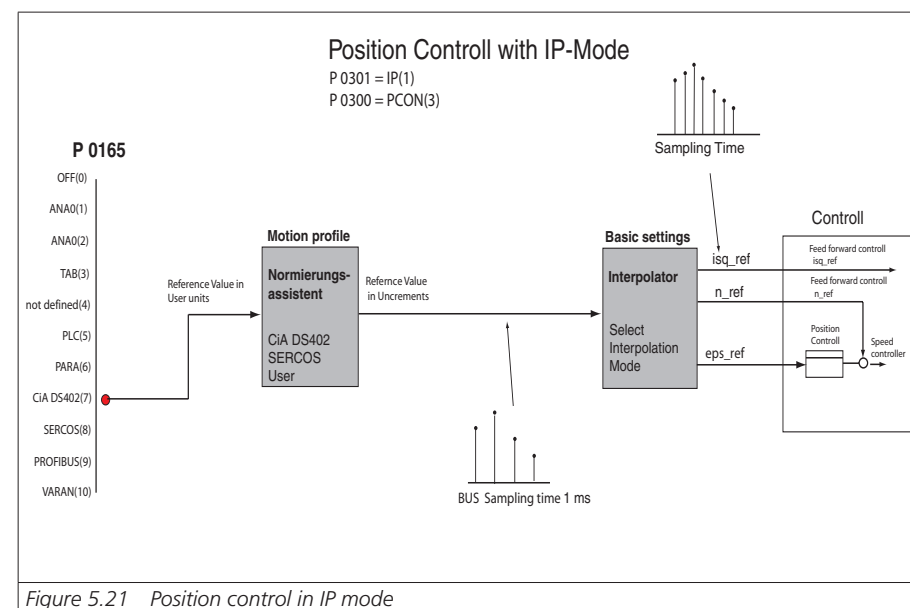 Position Controll with IP-Mode
P 0301 = IP(1)
P 0300 = PCON(3)
Sampling Time
P 0165
OFF(0)
ANA0(1)
ANA0(2)
TAB(3)
not defined(4)
PLC(5)
PARA(6)
CiA DS402(7)
SERCOS(8)
PROFIBUS(9)
VARAN(10)
Reference Value in
User units
Motion profile
Normierungs-
assistent
CiA DS402
SERCOS
User
Refernce Value
in Uncrements
BUS Sampling time 1 ms
Basic settings
Interpolator
Select
Interpolation
Mode
isq_ref
n_ref
eps_ref
Controll
Feed forward controll
isq_ref
Feed forward controll
n_ref
Position
Controll
Speed
controller
Figure 5.21 Position control in IP mode